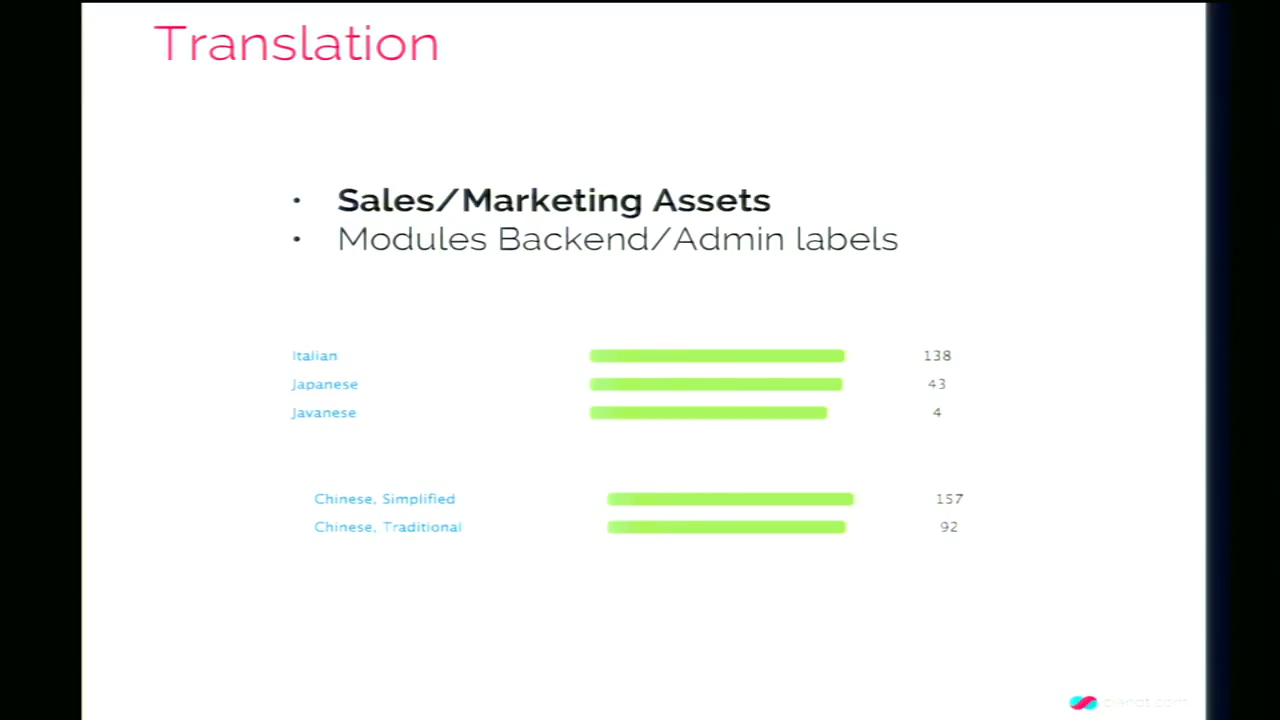 Translation
• Sales/Marketing Assets
• Modules Backend/Admin labels
Italian 138
Japanese 43
Javanese 4
Chinese, Simplified 157
Chinese, Traditional 92